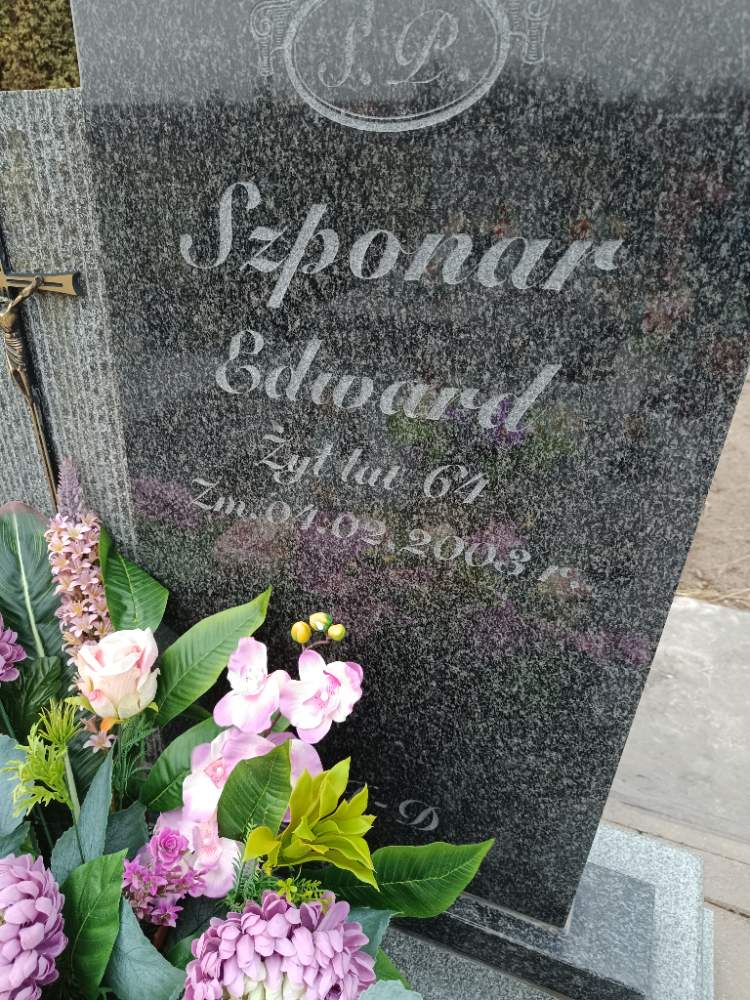 S. P.
Szponar
Edward
Żył lat 64
Zm. 04.02.2003 r.
-D